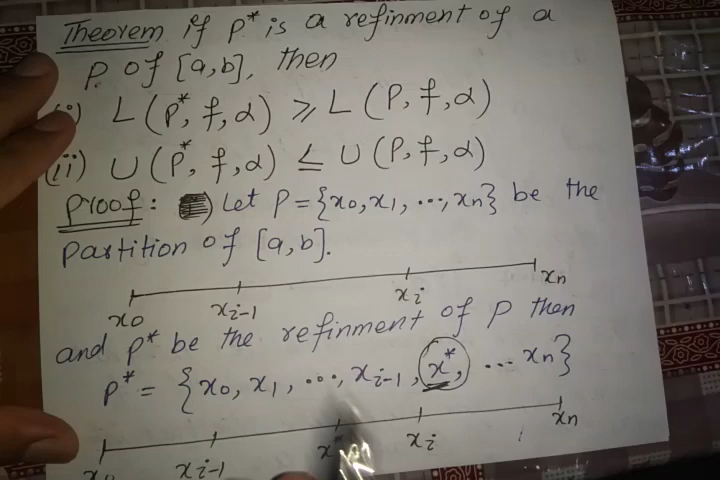 Theorem if P* is a refinment of a
P of [a,b], then
L(P*, f, α) ⩾ L(P, f, α)
(ii) U(P*, f, α) ≤ U(P, f, α)
Proof: Let P = {x0, x1, ..., xn} be the
partition of [a,b].
x0 xi-1 xi xn
and P* be the refinment of P then
P* = {x0, x1, ..., xi-1, x*, ... xn}
xi-1 x* xi xn